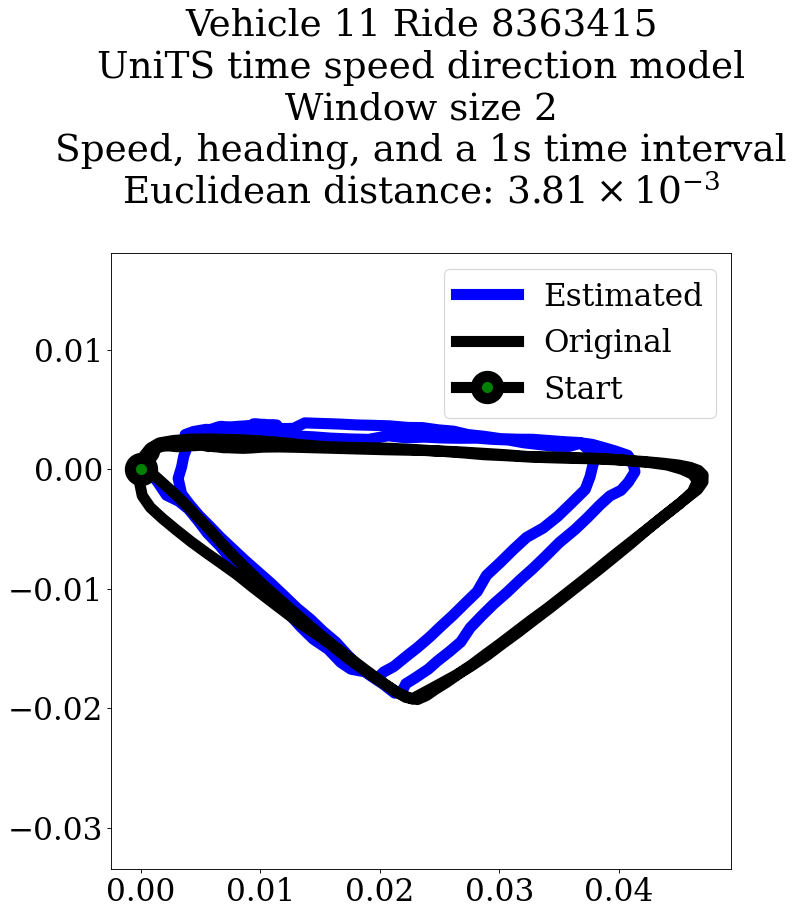 Vehicle 11 Ride 8363415
UniTS time speed direction model
Window size 2
Speed, heading, and a 1s time interval
Euclidean distance: 3.81 × 10⁻³
Estimated
Original
Start
0.01
0.00
−0.01
−0.02
−0.03
0.00 0.01 0.02 0.03 0.04